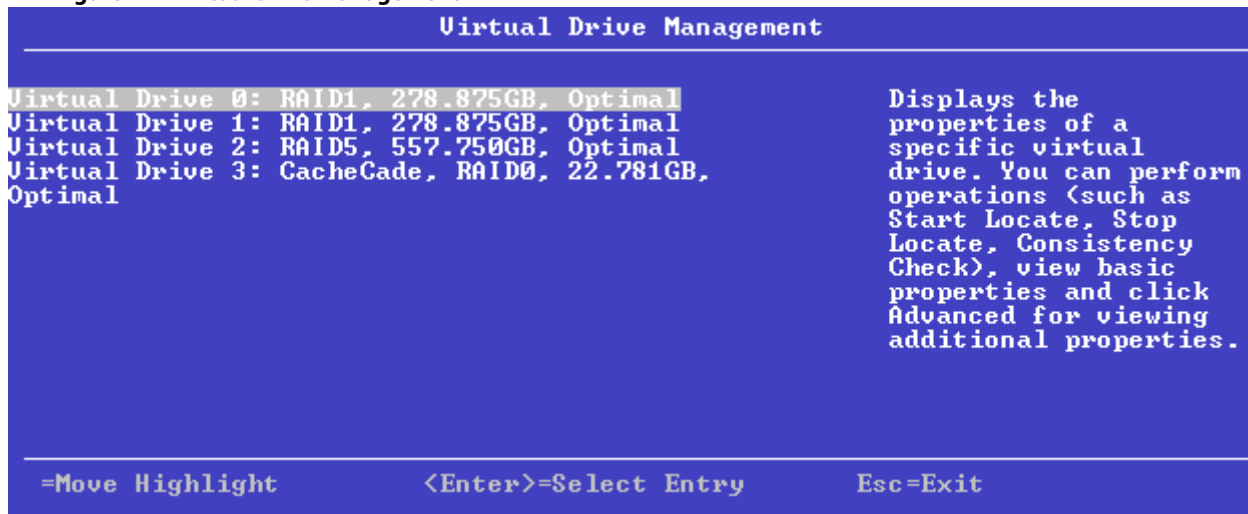 Virtual Drive Management
Virtual Drive 0: RAID1, 278.875GB, Optimal
Virtual Drive 1: RAID1, 278.875GB, Optimal
Virtual Drive 2: RAID5, 557.750GB, Optimal
Virtual Drive 3: CacheCade, RAID0, 22.781GB,
Optimal
Displays the
properties of a
specific virtual
drive. You can perform
operations (such as
Start Locate, Stop
Locate, Consistency
Check), view basic
properties and click
Advanced for viewing
additional properties.
=Move Highlight <Enter>=Select Entry Esc=Exit